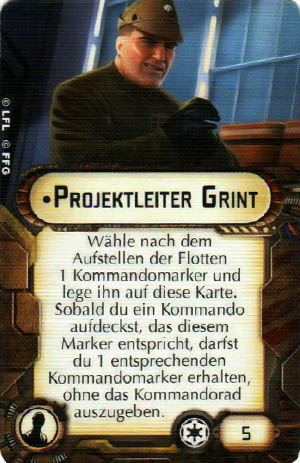 © LFL © FFG
•PROJEKTLEITER GRINT
Wähle nach dem
Aufstellen der Flotten
1 Kommandomarker und
lege ihn auf diese Karte.
Sobald du ein Kommando
aufdeckst, das diesem
Marker entspricht, darfst
du 1 entsprechenden
Kommandomarker erhalten,
ohne das Kommandorad
auszugeben.
5